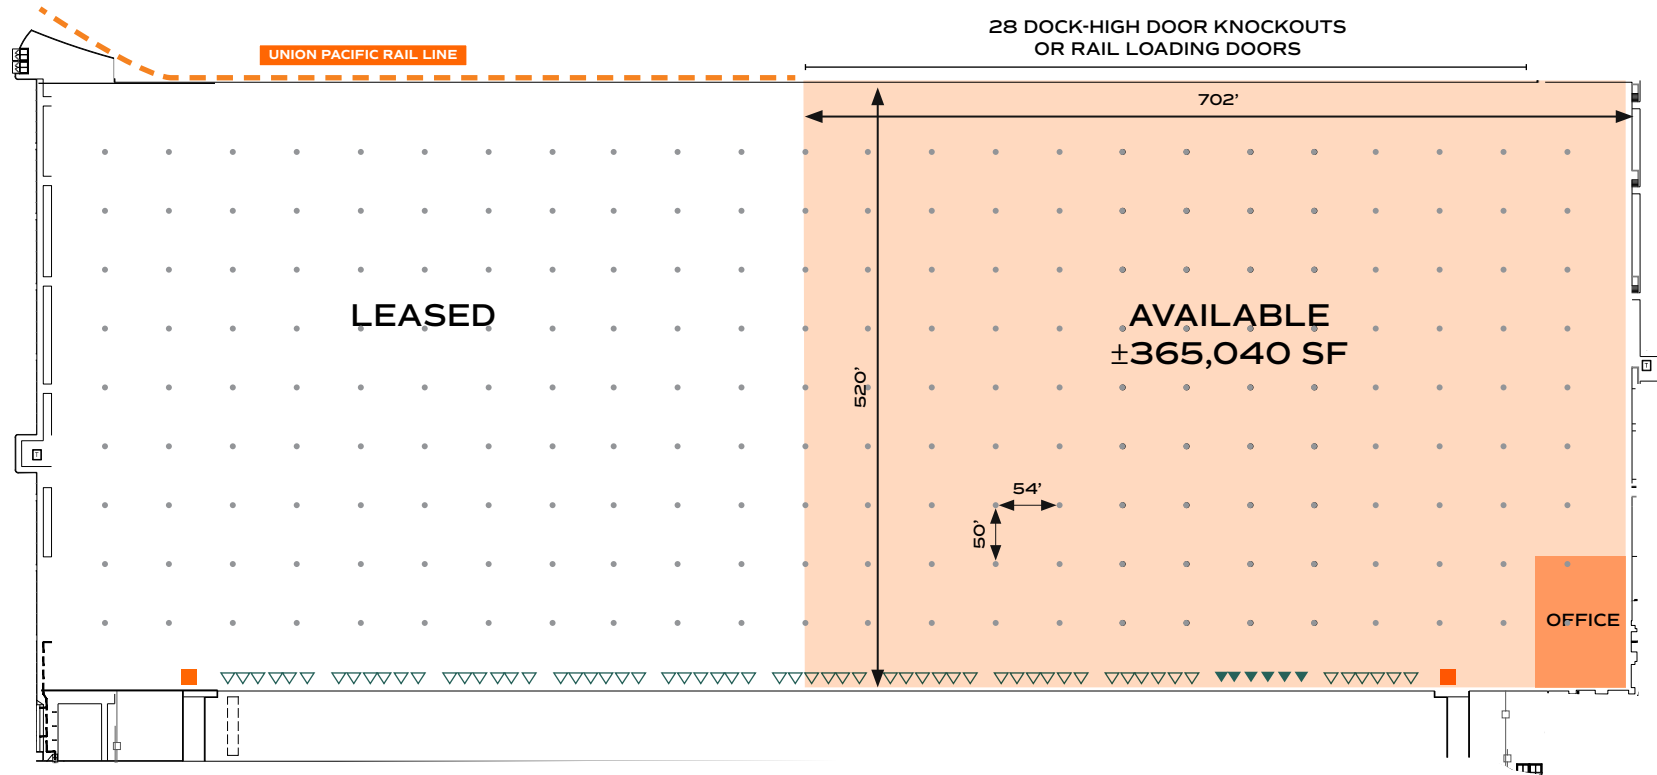 28 DOCK-HIGH DOOR KNOCKOUTS
OR RAIL LOADING DOORS
UNION PACIFIC RAIL LINE
702’
LEASED
AVAILABLE
±365,040 SF
520’
54’
50’
OFFICE
T
T